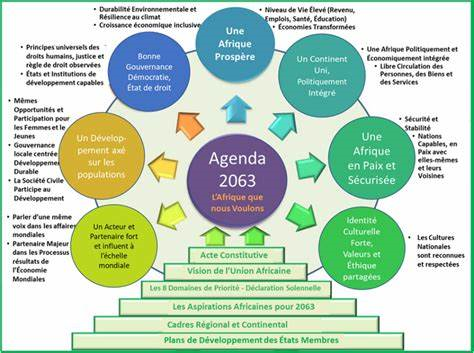 • Durabilité Environnementale et
Résilience au climat
• Croissance économique inclusive
Une
Afrique
Prospère
• Niveau de Vie Élevé (Revenu,
Emplois, Santé, Éducation)
• Économies Transformées
• Principes universels des
droits humains, justice et
règle de droit observées
• États et Institutions de
développement capables
Bonne
Gouvernance
Démocratie,
État de droit
Un Continent
Uni,
Politiquement
Intégré
• Une Afrique Politiquement et
Économiquement intégrée
• Libre Circulation des
Personnes, des Biens et
des Services
• Mêmes
Opportunités et
Participation
pour les
Femmes et le
Jeunes
• Gouvernance
locale centrée
Développement
Durable
• La Société Civile
Participe au
Développement
Un Dévelop-
pement axé
sur les
populations
Agenda
2063
L'Afrique que
nous Voulons
Une
Afrique
en Paix et
Sécurisée
• Sécurité et
Stabilité
• Nations
Capables, en
Paix avec
elles-mêmes
et leurs
Voisins
• Parler d'une même
voix dans les affaires
mondiales
• Partenaire Majeur
dans les Processus et
résultats de
l'Économie
Mondiales
Un Acteur et
Partenaire fort
et influent à
l'échelle
mondiale
Identité
Culturelle
Forte,
Valeurs et
Éthique
partagées
• Les Cultures
Nationales
sont reconnues
et respectées
Acte Constitutive
Vision de l'Union Africaine
Les 8 Domaines de Priorité - Déclaration Solennelle
Les Aspirations Africaines pour 2063
Cadres Régional et Continental
Plans de Développement des États Membres